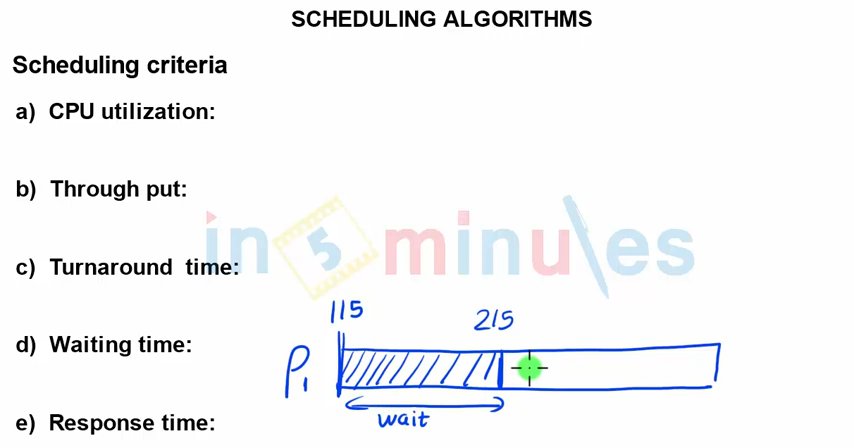 SCHEDULING ALGORITHMS
Scheduling criteria
a) CPU utilization:
b) Through put:
in 5 minutes
c) Turnaround time:
115
215
d) Waiting time:
P1
wait
e) Response time: